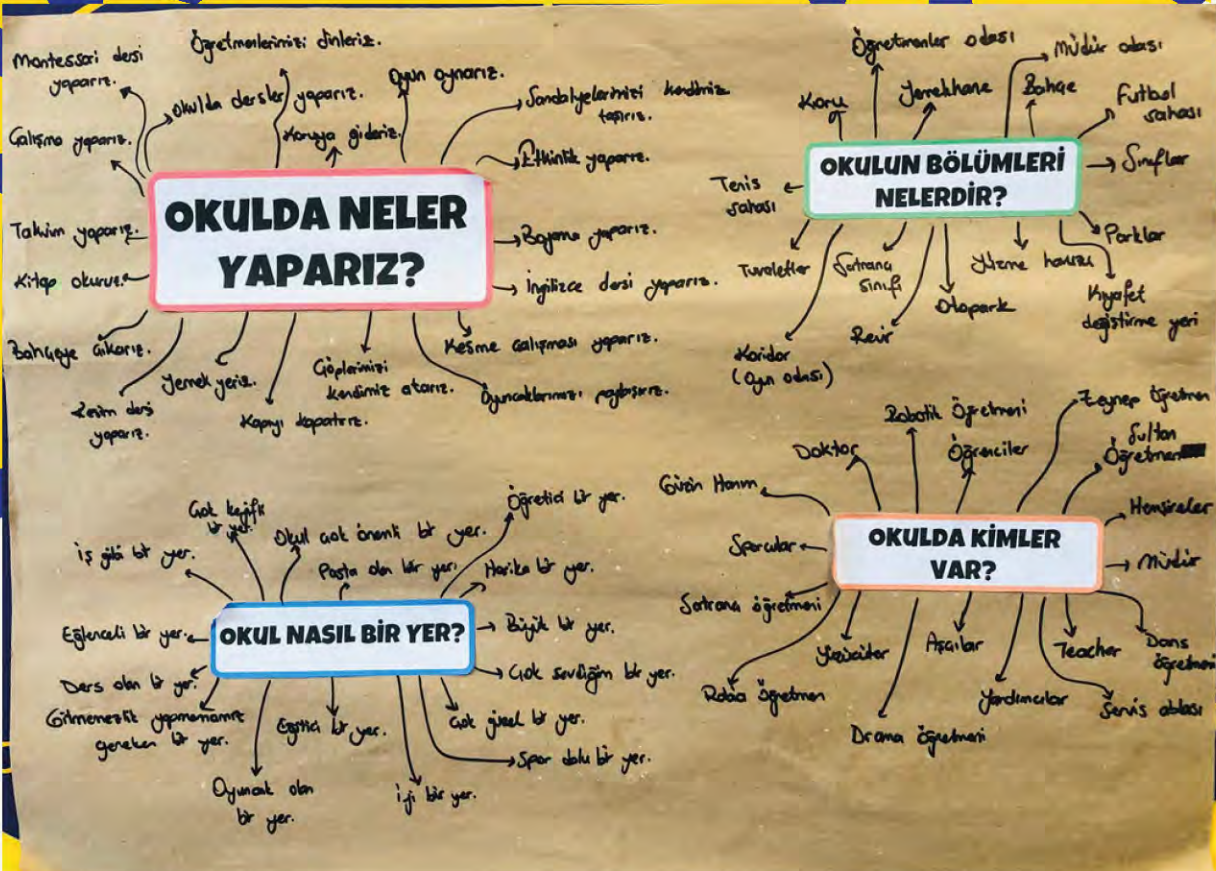 Öğretmenlerimizi dinleriz.
Montessori dersi
yaparız.
Okulda dersler yaparız.
Oyun oynarız.
Sandalyelerimizi kendimiz
taşırız.
Çalışma yaparız.
Koruya gideriz.
Etkinlik yaparız.
OKULDA NELER
YAPARIZ?
Takvim yaparız.
Boyama yaparız.
Kitap okuruz.
İngilizce dersi yaparız.
Bahçeye çıkarız.
Kesme çalışması yaparız.
Yemek yeriz.
Çöplerimizi
kendimiz atarız.
Oyuncaklarımızı paylaşırız.
Resim dersi
yaparız.
Kapıyı kapatırız.
Öğretmenler odası
Müdür odası
Koru
Yemekhane
Bahçe
Futbol
sahası
OKULUN BÖLÜMLERİ
NELERDİR?
Sınıflar
Tenis
sahası
Parklar
Tuvaletler
Satranç
sınıfı
Yüzme havuzu
Kıyafet
değiştirme yeri
Otopark
Revir
Koridor
(Oyun odası)
Çok keyifli
bir yer.
Öğretici bir yer.
Okul çok önemli bir yer.
İş gibi bir yer.
Pasta olan bir yer.
Harika bir yer.
OKUL NASIL BİR YER?
Eğlenceli bir yer.
Büyük bir yer.
Ders olan bir yer.
Çok sevdiğim bir yer.
yapmamamız
gereken bir yer.
Eğitici bir yer.
Çok güzel bir yer.
Spor dolu bir yer.
Oyuncak olan
bir yer.
İyi bir yer.
Robotik Öğretmeni
Zeynep Öğretmen
Doktor
Öğrenciler
Sultan
Öğretmen
Hanım
Hemşireler
OKULDA KİMLER
VAR?
Sporcular
Müdür
Satranç öğretmeni
Yüzücüler
Aşçılar
Teacher
Dans
öğretmeni
Rabia Öğretmen
Yardımcılar
Servis ablası
Drama öğretmeni